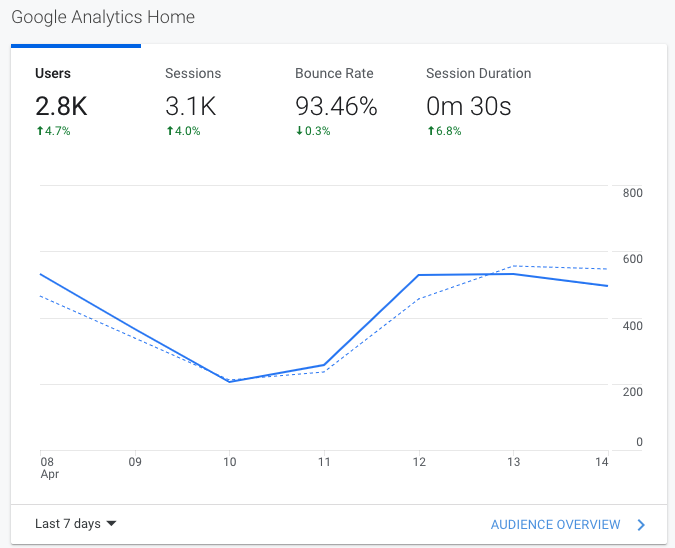 Google Analytics Home
Users Sessions Bounce Rate Session Duration
2.8K 3.1K 93.46% 0m 30s
↑4.7% ↑4.0% ↓0.3% ↑6.8%
800
600
400
200
0
08 09 10 11 12 13 14
Apr
Last 7 days AUDIENCE OVERVIEW